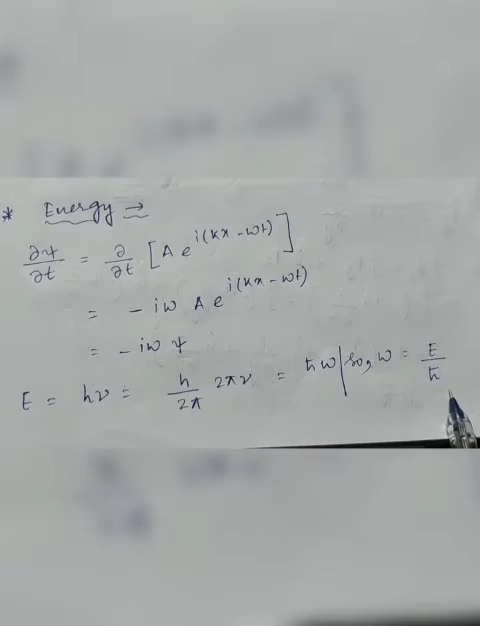 * Energy →
∂ψ/∂t = ∂/∂t [A e^{i(kx - ωt)}]
= - iω A e^{i(kx - ωt)}
= - iω ψ
E = hν = h/2π 2πν = ħω | so, ω = E/ħ